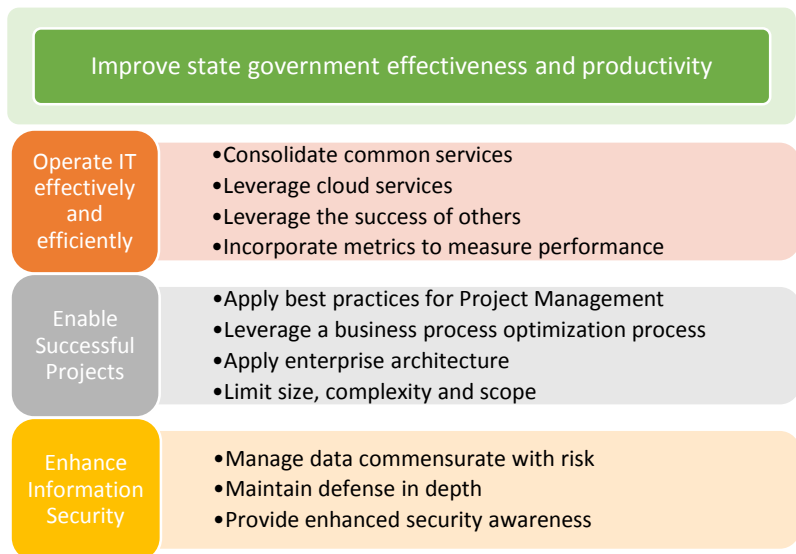 Improve state government effectiveness and productivity
Operate IT
effectively
and
efficiently
•Consolidate common services
•Leverage cloud services
•Leverage the success of others
•Incorporate metrics to measure performance
Enable
Successful
Projects
•Apply best practices for Project Management
•Leverage a business process optimization process
•Apply enterprise architecture
•Limit size, complexity and scope
Enhance
Information
Security
•Manage data commensurate with risk
•Maintain defense in depth
•Provide enhanced security awareness